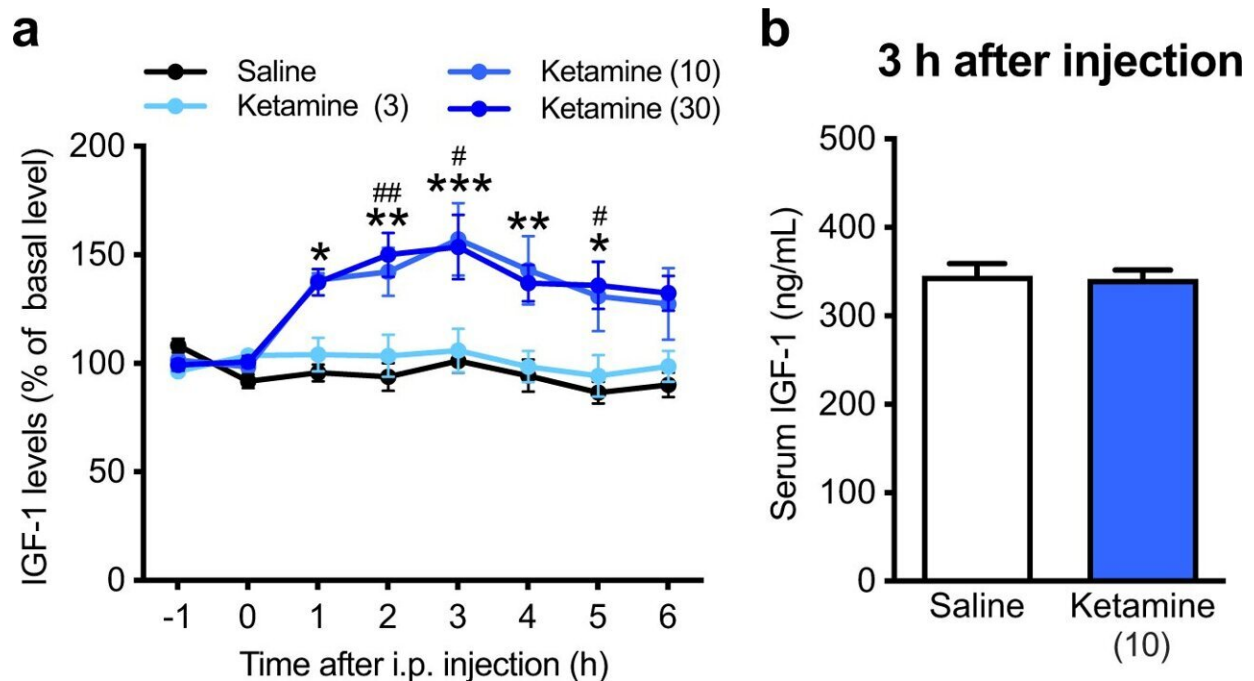 a
Saline
Ketamine (3)
Ketamine (10)
Ketamine (30)
IGF-1 levels (% of basal level)
200
150
100
50
0
#
##
***
#
**
**
*
*
-1 0 1 2 3 4 5 6
Time after i.p. injection (h)
b
3 h after injection
Serum IGF-1 (ng/mL)
500
400
300
200
100
0
Saline
Ketamine
(10)